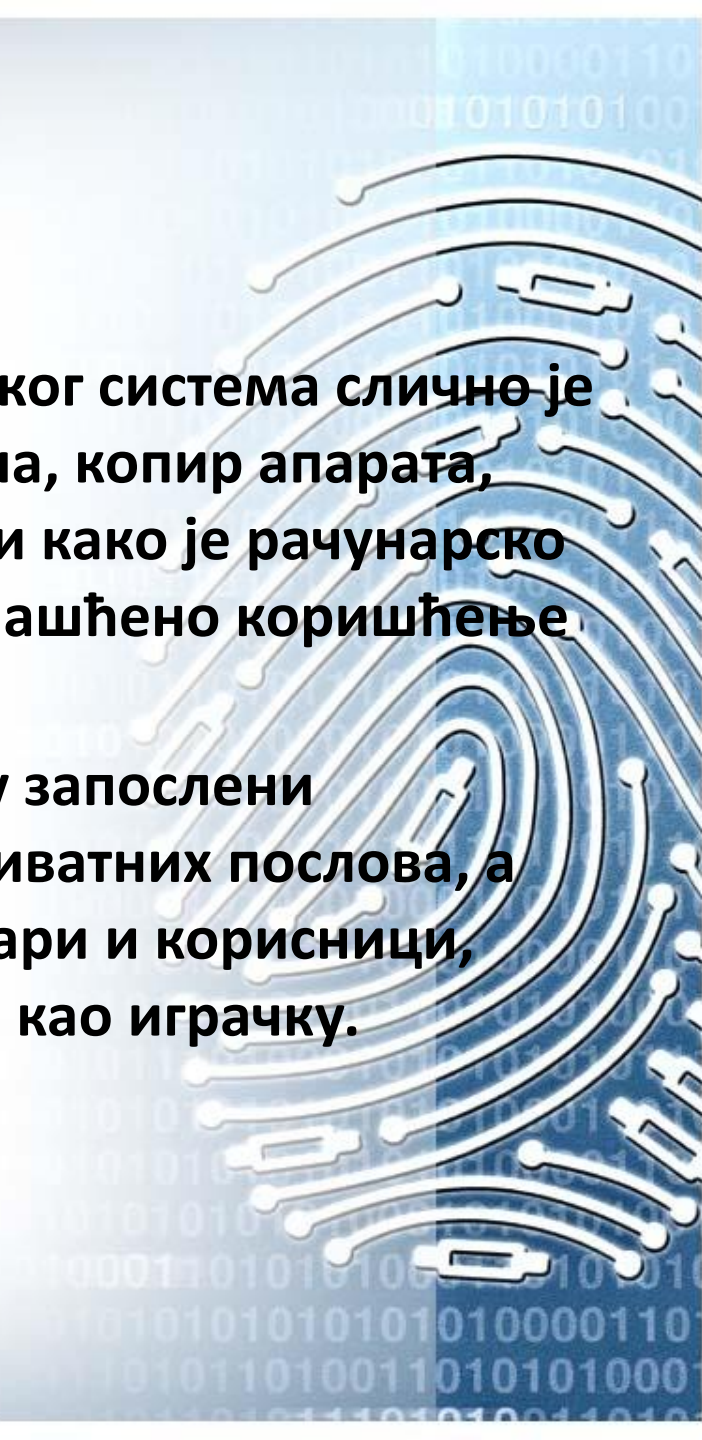 ког система слично је
на, копир апарата,
и како је рачунарско
ашћено коришћење
у запослени
иватних послова, а
ари и корисници,
као играчку.